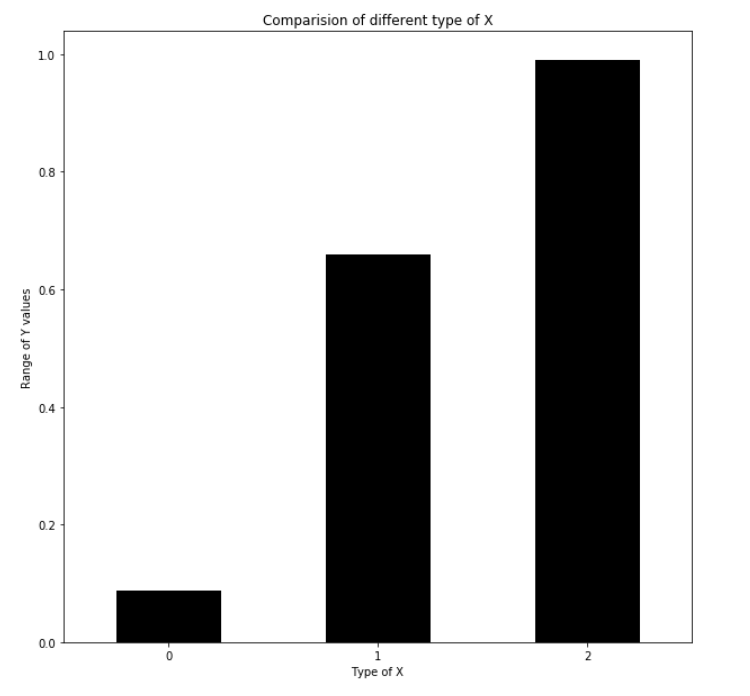 Comparision of different type of X
1.0
0.8
0.6
0.4
0.2
0.0
Range of Y values
0 1 2
Type of X